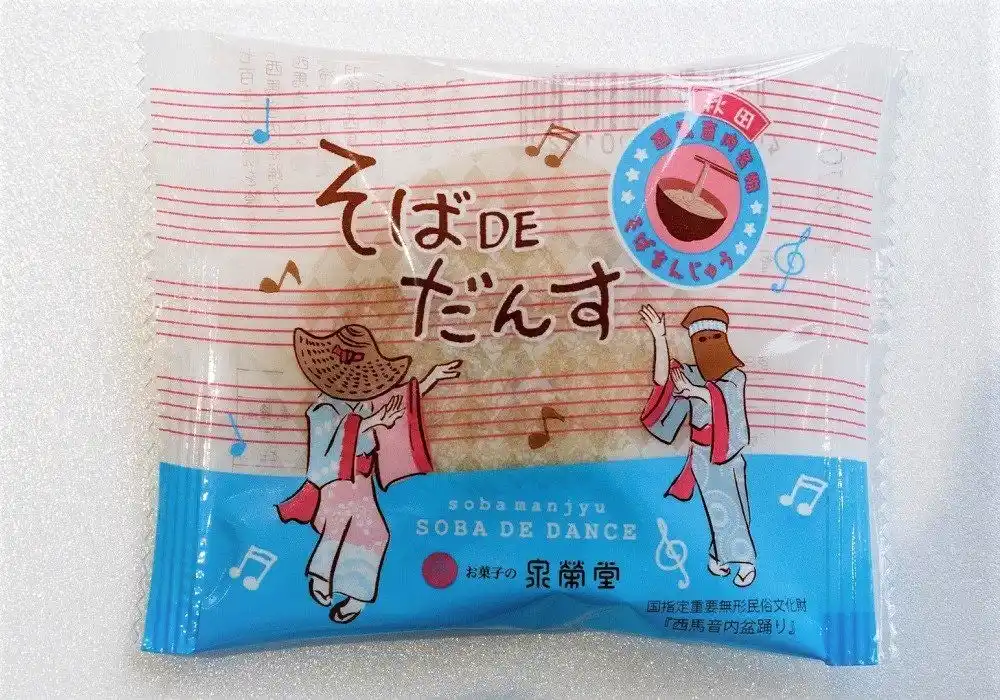 秋田
西馬音内名物
そばまんじゅう
そばDE
だんす
soba manjyu
SOBA DE DANCE
お菓子の 泉榮堂
国指定重要無形民俗文化財
『西馬音内盆踊り』